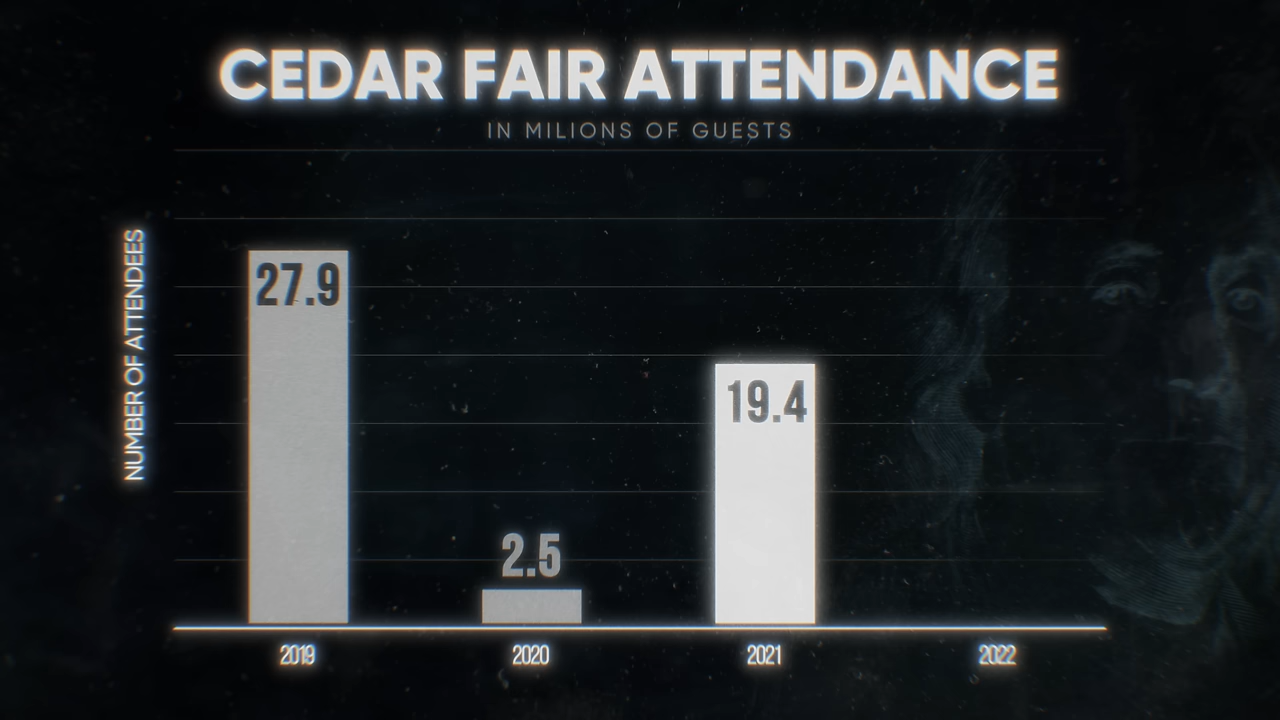 CEDAR FAIR ATTENDANCE
IN MILIONS OF GUESTS
NUMBER OF ATTENDEES
27.9
2.5
19.4
2019
2020
2021
2022